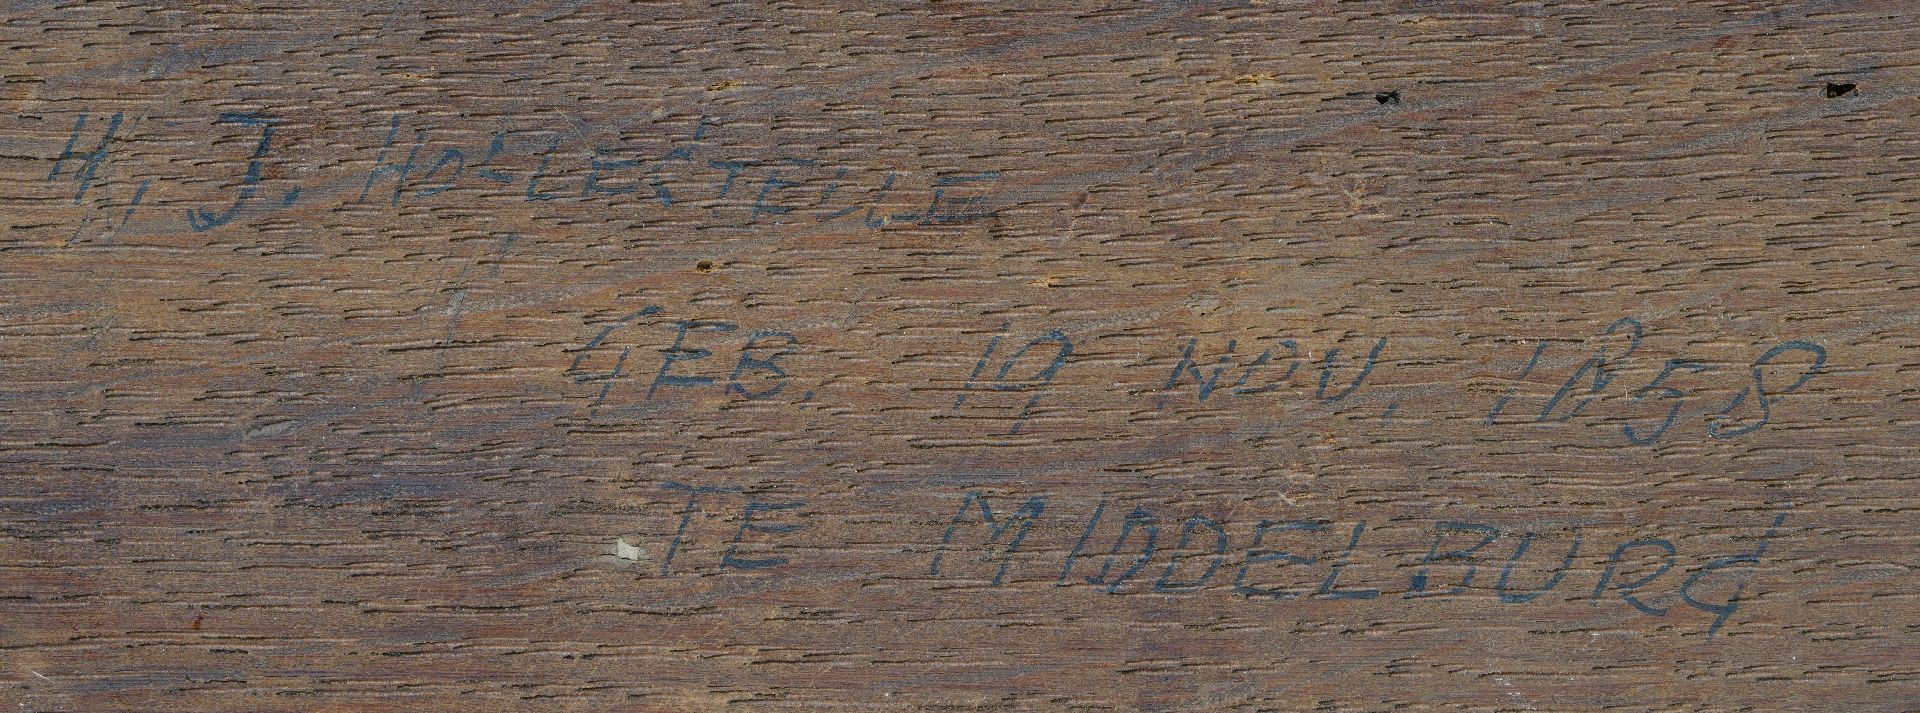 H. J. HOLLESTELLE
GEB. 19 NOV. 1858
TE MIDDELBURG